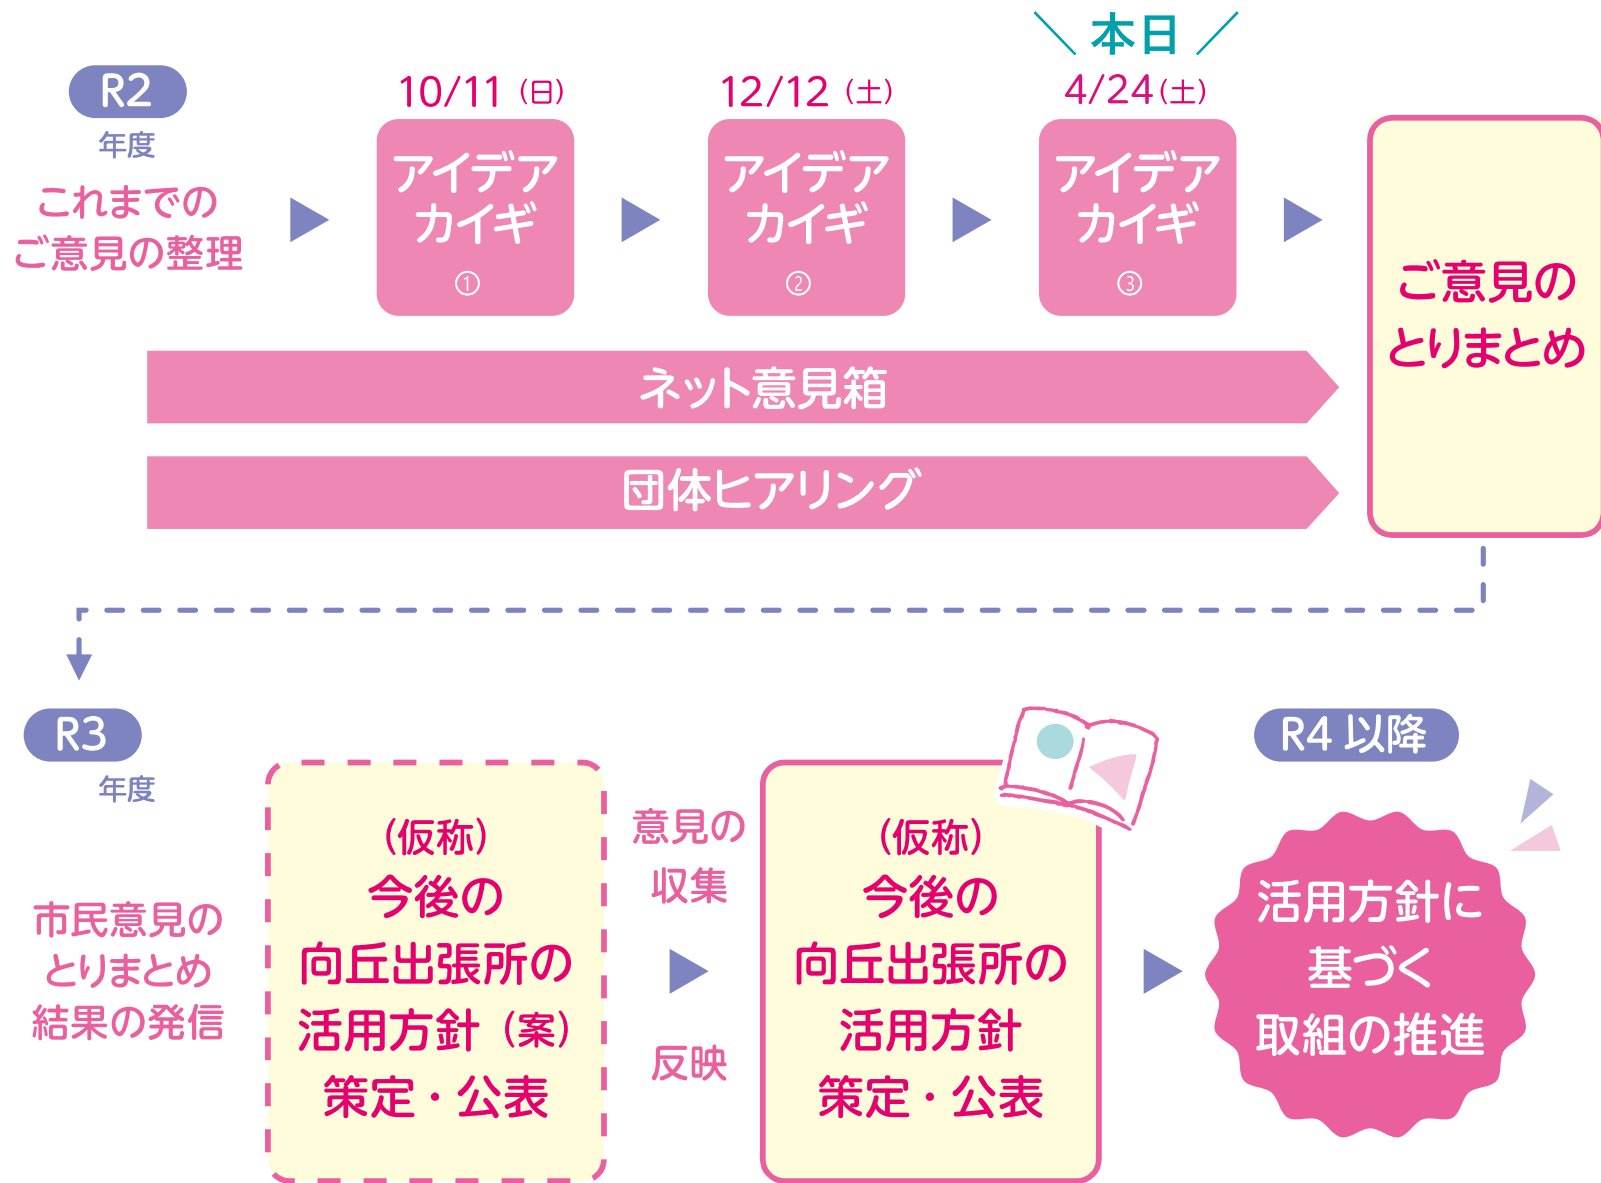 本日
R2
年度
これまでの
ご意見の整理
10/11（日）
アイデア
カイギ
①
12/12（土）
アイデア
カイギ
②
4/24（土）
アイデア
カイギ
③
ご意見の
とりまとめ
ネット意見箱
団体ヒアリング
R3
年度
市民意見の
とりまとめ
結果の発信
（仮称）
今後の
向丘出張所の
活用方針（案）
策定・公表
意見の
収集
反映
（仮称）
今後の
向丘出張所の
活用方針
策定・公表
R4 以降
活用方針に
基づく
取組の推進